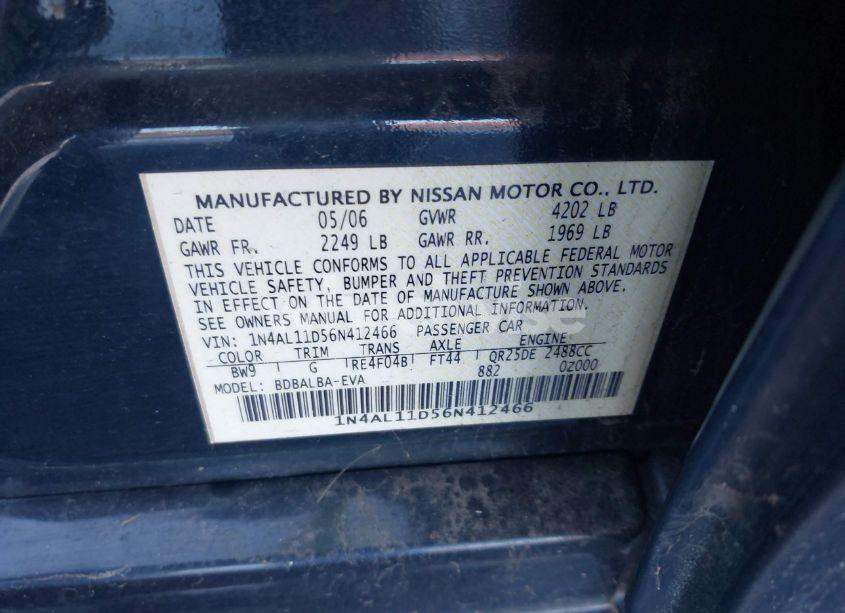 MANUFACTURED BY NISSAN MOTOR CO., LTD.
DATE 05/06 GVWR 4202 LB
GAWR FR. 2249 LB GAWR RR. 1969 LB
THIS VEHICLE CONFORMS TO ALL APPLICABLE FEDERAL MOTOR
VEHICLE SAFETY, BUMPER AND THEFT PREVENTION STANDARDS
IN EFFECT ON THE DATE OF MANUFACTURE SHOWN ABOVE.
SEE OWNERS MANUAL FOR ADDITIONAL INFORMATION.
VIN: 1N4AL11D56N412466 PASSENGER CAR
COLOR TRIM TRANS AXLE ENGINE
BW9 G RE4F04B FT44 QR25DE 2488CC
MODEL: BDBALBA-EVA 882 0Z000
1N4AL11D56N412466